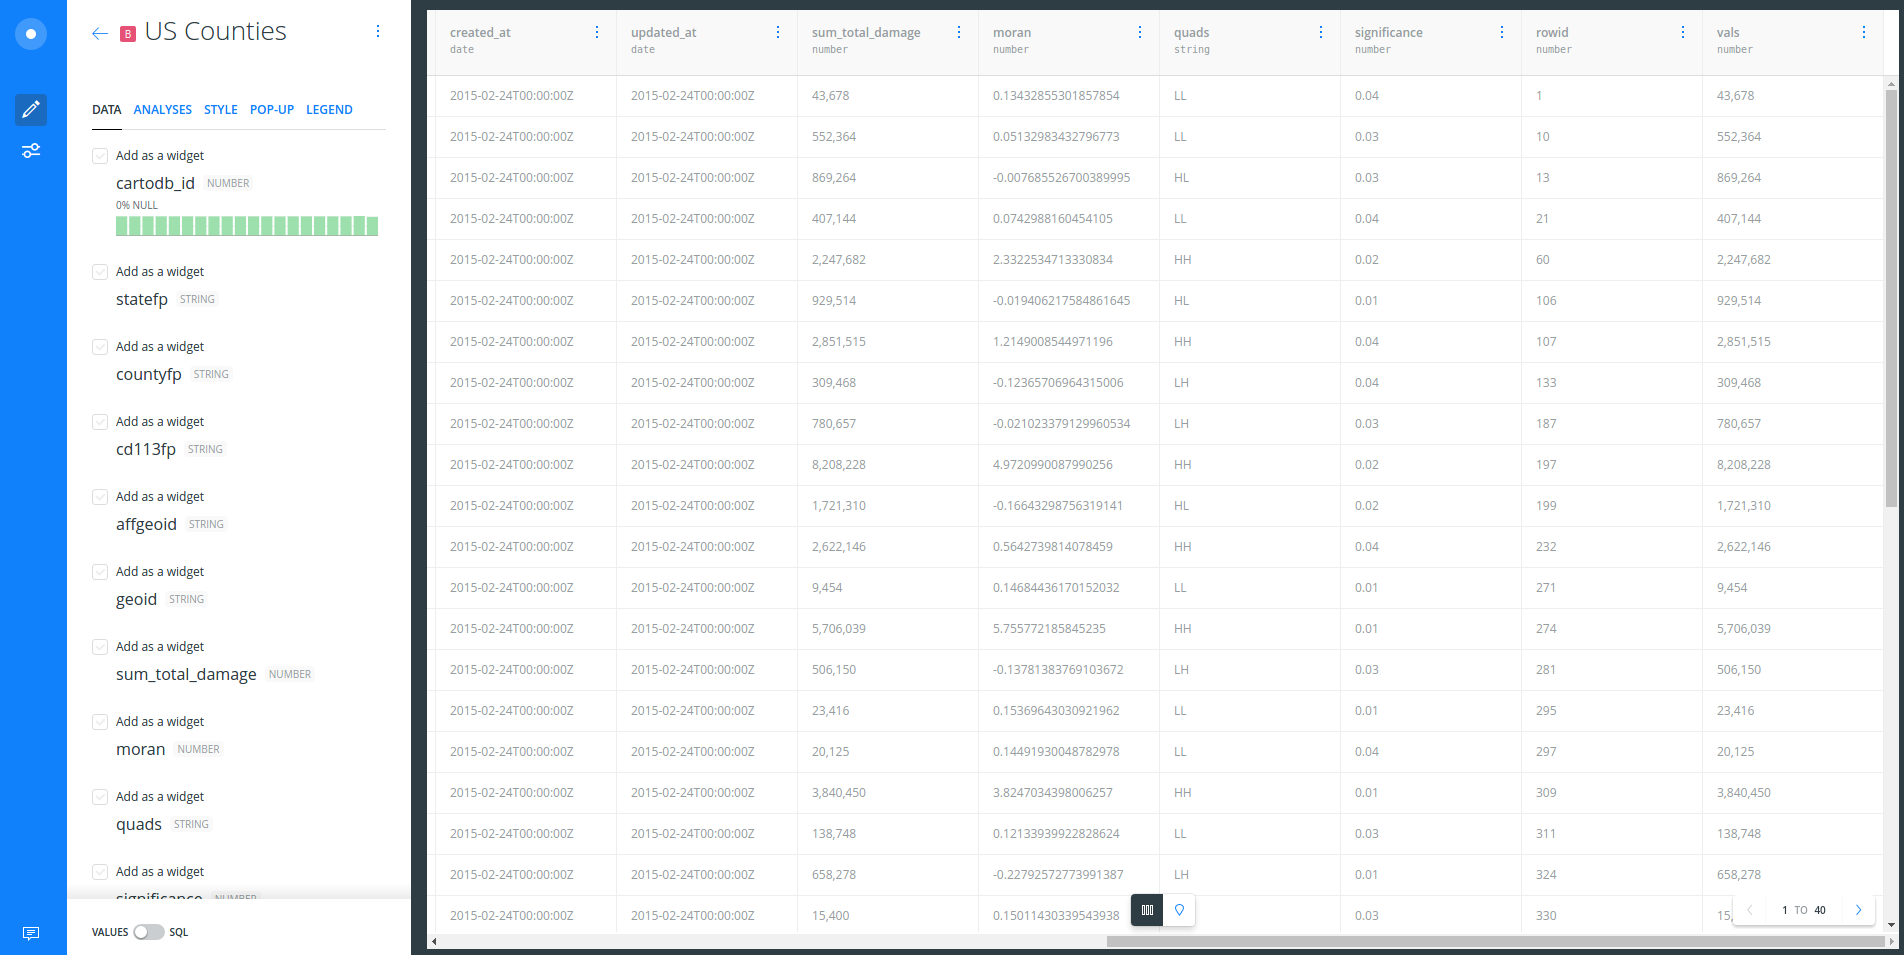 B US Counties
DATA ANALYSES STYLE POP-UP LEGEND
Add as a widget
cartodb_id NUMBER
0% NULL
Add as a widget
statefp STRING
Add as a widget
countyfp STRING
Add as a widget
cd113fp STRING
Add as a widget
affgeoid STRING
Add as a widget
geoid STRING
Add as a widget
sum_total_damage NUMBER
Add as a widget
moran NUMBER
Add as a widget
quads STRING
Add as a widget
significance NUMBER
VALUES SQL
created_at updated_at sum_total_damage moran quads significance rowid vals
date date number number string number number number
2015-02-24T00:00:00Z 2015-02-24T00:00:00Z 43,678 0.13432855301857854 LL 0.04 1 43,678
2015-02-24T00:00:00Z 2015-02-24T00:00:00Z 552,364 0.05132983432796773 LL 0.03 10 552,364
2015-02-24T00:00:00Z 2015-02-24T00:00:00Z 869,264 -0.007685526700389995 HL 0.03 13 869,264
2015-02-24T00:00:00Z 2015-02-24T00:00:00Z 407,144 0.0742988160454105 LL 0.04 21 407,144
2015-02-24T00:00:00Z 2015-02-24T00:00:00Z 2,247,682 2.3322534713330834 HH 0.02 60 2,247,682
2015-02-24T00:00:00Z 2015-02-24T00:00:00Z 929,514 -0.019406217584861645 HL 0.01 106 929,514
2015-02-24T00:00:00Z 2015-02-24T00:00:00Z 2,851,515 1.2149008544971196 HH 0.04 107 2,851,515
2015-02-24T00:00:00Z 2015-02-24T00:00:00Z 309,468 -0.12365706964315006 LH 0.04 133 309,468
2015-02-24T00:00:00Z 2015-02-24T00:00:00Z 780,657 -0.021023379129960534 LH 0.03 187 780,657
2015-02-24T00:00:00Z 2015-02-24T00:00:00Z 8,208,228 4.9720990087990256 HH 0.02 197 8,208,228
2015-02-24T00:00:00Z 2015-02-24T00:00:00Z 1,721,310 -0.16643298756319141 HL 0.02 199 1,721,310
2015-02-24T00:00:00Z 2015-02-24T00:00:00Z 2,622,146 0.5642739814078459 HH 0.04 232 2,622,146
2015-02-24T00:00:00Z 2015-02-24T00:00:00Z 9,454 0.14684436170152032 LL 0.01 271 9,454
2015-02-24T00:00:00Z 2015-02-24T00:00:00Z 5,706,039 5.755772185845235 HH 0.01 274 5,706,039
2015-02-24T00:00:00Z 2015-02-24T00:00:00Z 506,150 -0.13781383769103672 LH 0.03 281 506,150
2015-02-24T00:00:00Z 2015-02-24T00:00:00Z 23,416 0.15369643030921962 LL 0.01 295 23,416
2015-02-24T00:00:00Z 2015-02-24T00:00:00Z 20,125 0.14491930048782978 LL 0.04 297 20,125
2015-02-24T00:00:00Z 2015-02-24T00:00:00Z 3,840,450 3.8247034398006257 HH 0.01 309 3,840,450
2015-02-24T00:00:00Z 2015-02-24T00:00:00Z 138,748 0.12133939922828624 LL 0.03 311 138,748
2015-02-24T00:00:00Z 2015-02-24T00:00:00Z 658,278 -0.22792572773991387 LH 0.01 324 658,278
2015-02-24T00:00:00Z 2015-02-24T00:00:00Z 15,400 0.15011430339543938 0.03 330 15,
1 TO 40